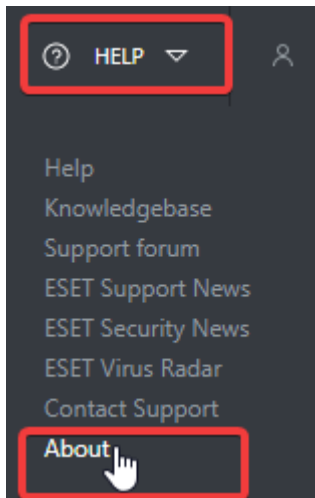 HELP
Help
Knowledgebase
Support forum
ESET Support News
ESET Security News
ESET Virus Radar
Contact Support
About